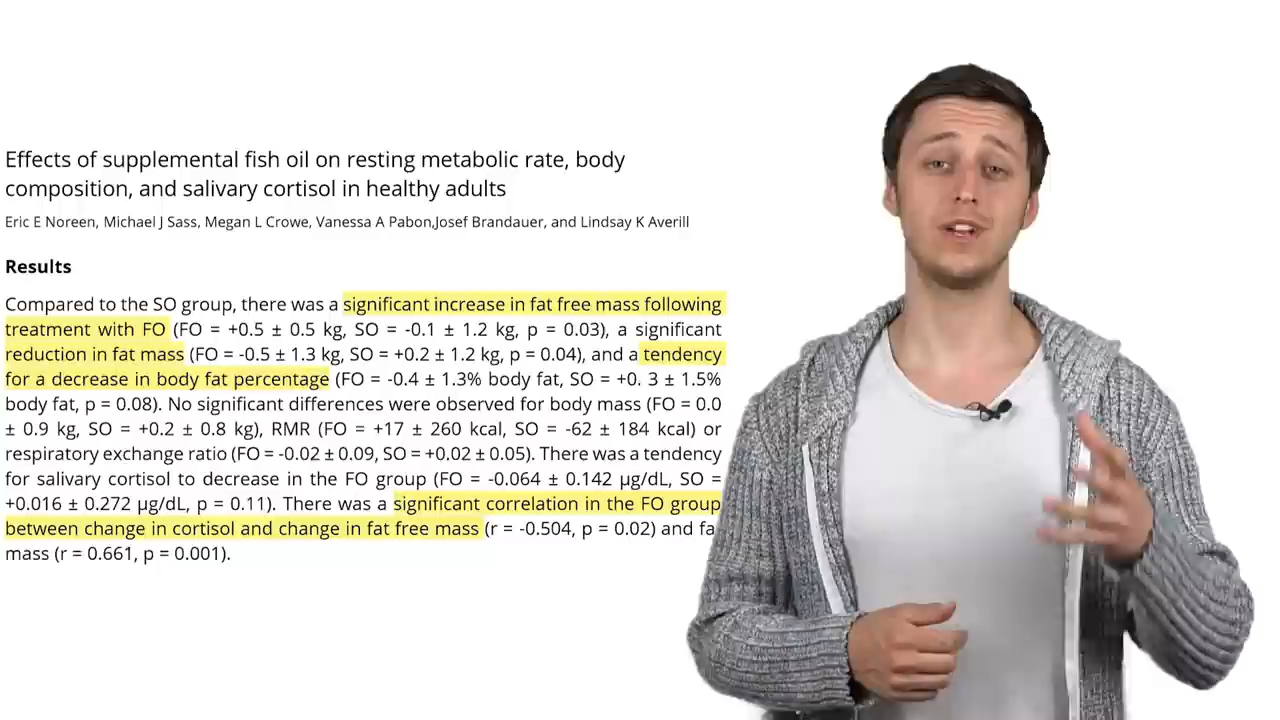 Effects of supplemental fish oil on resting metabolic rate, body
composition, and salivary cortisol in healthy adults
Eric E Noreen, Michael J Sass, Megan L Crowe, Vanessa A Pabon,Josef Brandauer, and Lindsay K Averill
Results
Compared to the SO group, there was a significant increase in fat free mass following
treatment with FO (FO = +0.5 ± 0.5 kg, SO = -0.1 ± 1.2 kg, p = 0.03), a significant
reduction in fat mass (FO = -0.5 ± 1.3 kg, SO = +0.2 ± 1.2 kg, p = 0.04), and a tendency
for a decrease in body fat percentage (FO = -0.4 ± 1.3% body fat, SO = +0. 3 ± 1.5%
body fat, p = 0.08). No significant differences were observed for body mass (FO = 0.0
± 0.9 kg, SO = +0.2 ± 0.8 kg), RMR (FO = +17 ± 260 kcal, SO = -62 ± 184 kcal) or
respiratory exchange ratio (FO = -0.02 ± 0.09, SO = +0.02 ± 0.05). There was a tendency
for salivary cortisol to decrease in the FO group (FO = -0.064 ± 0.142 μg/dL, SO =
+0.016 ± 0.272 μg/dL, p = 0.11). There was a significant correlation in the FO group
between change in cortisol and change in fat free mass (r = -0.504, p = 0.02) and fa
mass (r = 0.661, p = 0.001).